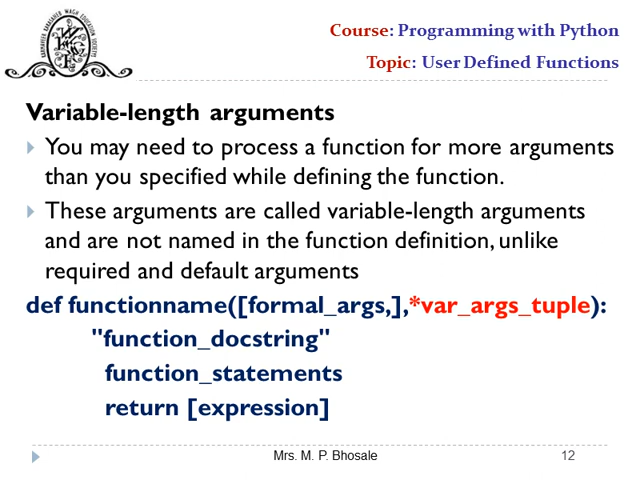 Course: Programming with Python
Topic: User Defined Functions
Variable-length arguments
You may need to process a function for more arguments
than you specified while defining the function.
These arguments are called variable-length arguments
and are not named in the function definition, unlike
required and default arguments
def functionname([formal_args,],*var_args_tuple):
"function_docstring"
function_statements
return [expression]
Mrs. M. P. Bhosale
12